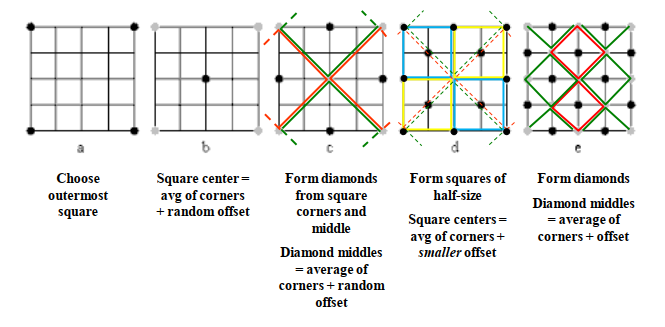 a
b
c
d
e
Choose
outermost
square
Square center =
avg of corners
+ random offset
Form diamonds
from square
corners and
middle
Diamond middles
= average of
corners + random
offset
Form squares of
half-size
Square centers =
avg of corners +
smaller offset
Form diamonds
Diamond middles
= average of
corners + offset